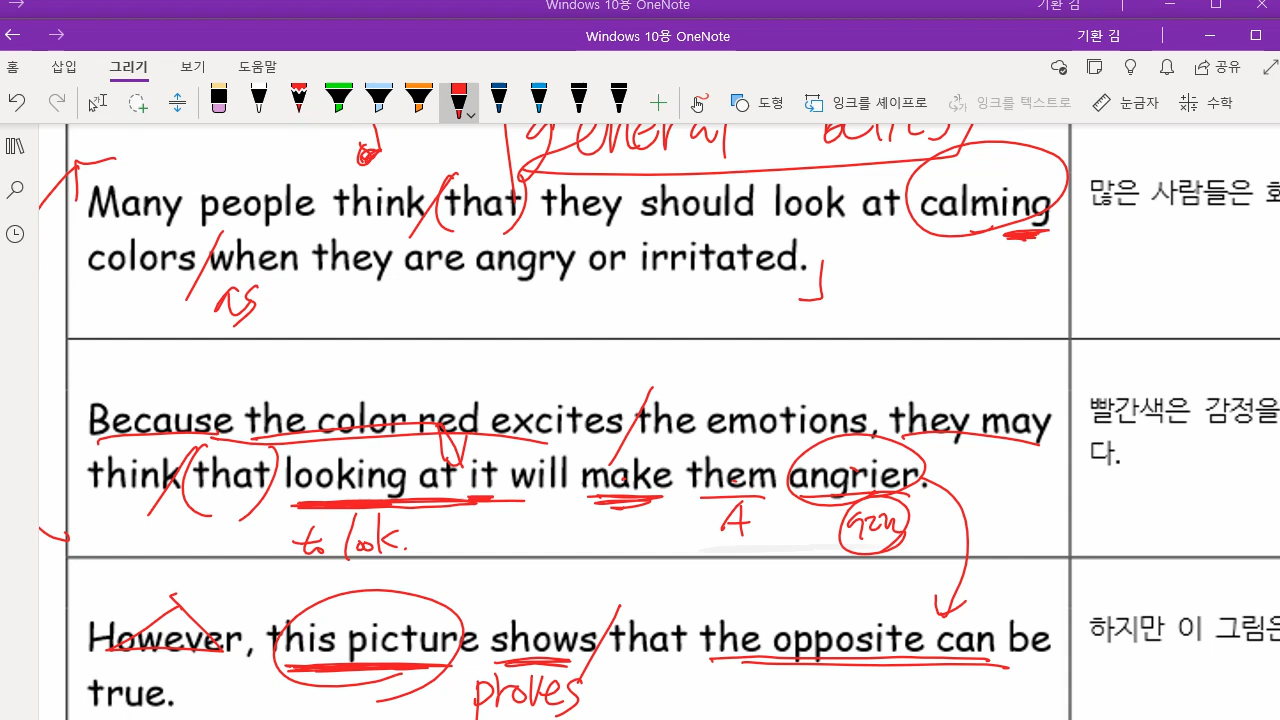 Windows 10용 OneNote
기환 김
Windows 10용 OneNote
기환 김
홈 삽입 그리기 보기 도움말
공유
도형 잉크를 셰이프로 잉크를 텍스트로 눈금자 수학
general
Many people think that they should look at calming
많은 사람들은
colors when they are angry or irritated.
as
Because the color red excites the emotions, they may
빨간색은 감정을
think that looking at it will make them angrier.
다.
to look.
A
However, this picture shows that the opposite can be
하지만 이 그림은
true.
proves